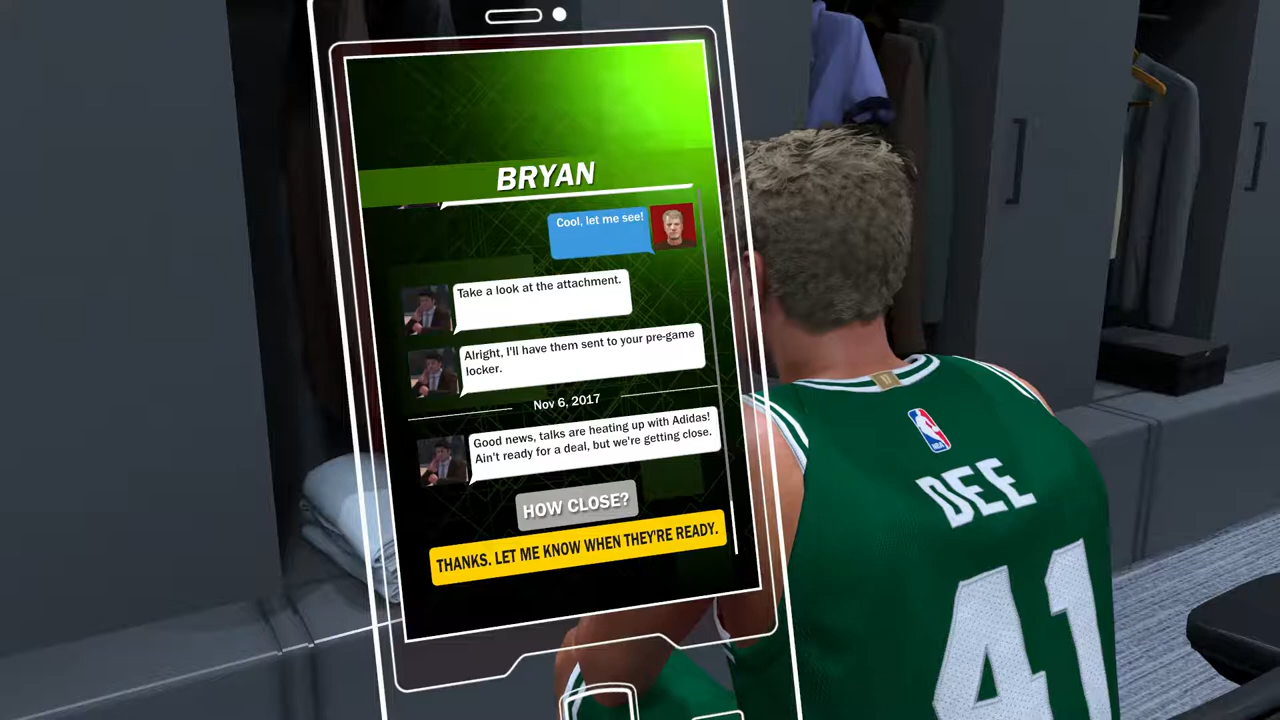 BRYAN
Cool, let me see!
Take a look at the attachment.
Alright, I'll have them sent to your pre-game
locker.
Nov 6, 2017
Good news, talks are heating up with Adidas!
Ain't ready for a deal, but we're getting close.
HOW CLOSE?
THANKS. LET ME KNOW WHEN THEY'RE READY.
NBA
DEE
41